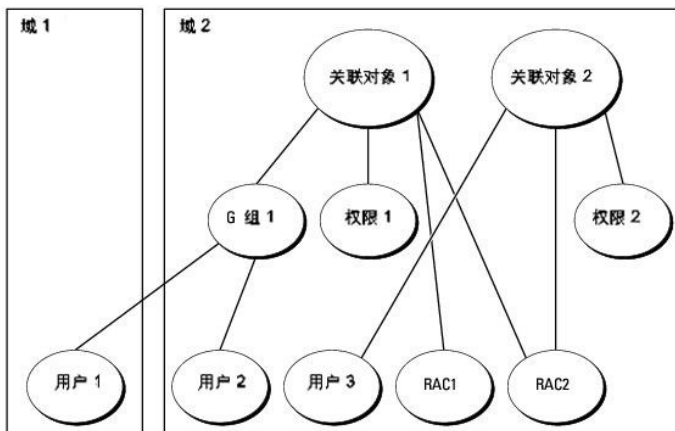 域 1
域 2
关联对象 1
关联对象 2
G 组 1
权限 1
权限 2
用户 1
用户 2
用户 3
RAC1
RAC2